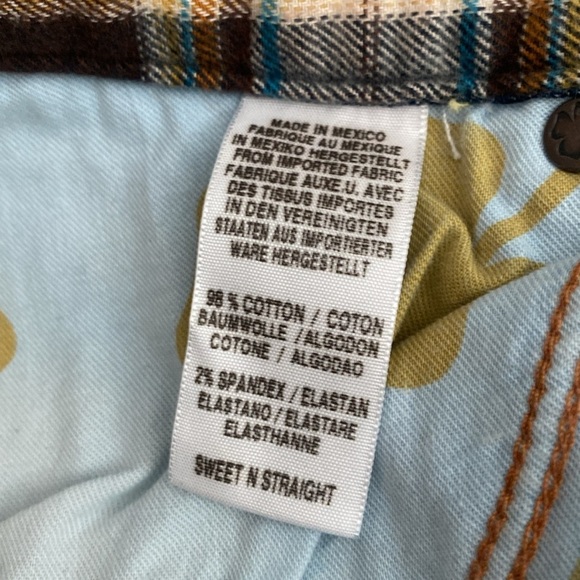 MADE IN MEXICO
FABRIQUE AU MEXIQUE
IN MEXIKO HERGESTELLT
FROM IMPORTED FABRIC
FABRIQUE AUXE.U. AVEC
DES TISSUS IMPORTES
IN DEN VEREINIGTEN
STAATEN AUS IMPORTIERTER
WARE HERGESTELLT
98 % COTTON / COTON
BAUMWOLLE / ALGODON
COTONE / ALGODAO
2% SPANDEX / ELASTAN
ELASTANO / ELASTARE
ELASTHANNE
SWEET N STRAIGHT